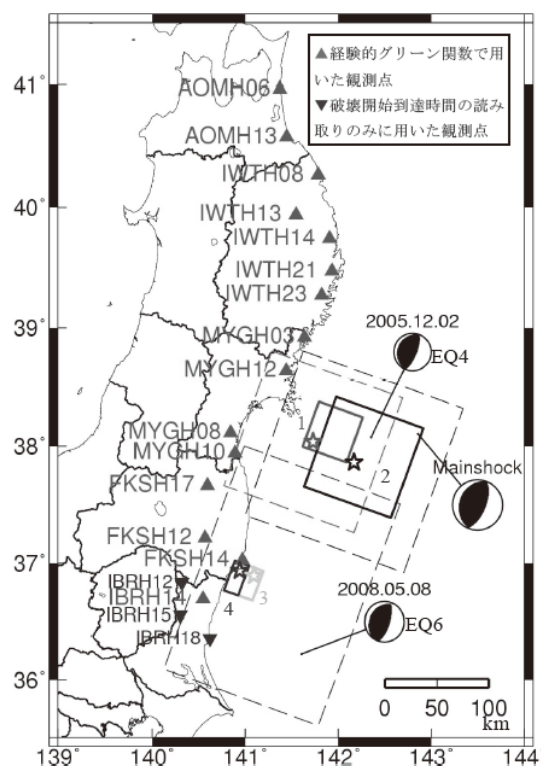 ▲経験的グリーン関数で用
いた観測点
▼破壊開始到達時間の読み
取りのみに用いた観測点
41°
AOMH06
AOMH13
IWTH08
40°
IWTH13
IWTH14
IWTH21
IWTH23
39°
MYGH03
2005.12.02
EQ4
MYGH12
1
MYGH08
38°
MYGH10
2
Mainshock
FKSH17
FKSH12
37°
FKSH14
IBRH12
IBRH14
4
3
2008.05.08
IBRH15
IBRH18
EQ6
36°
0 50 100
km
139° 140° 141° 142° 143° 144°